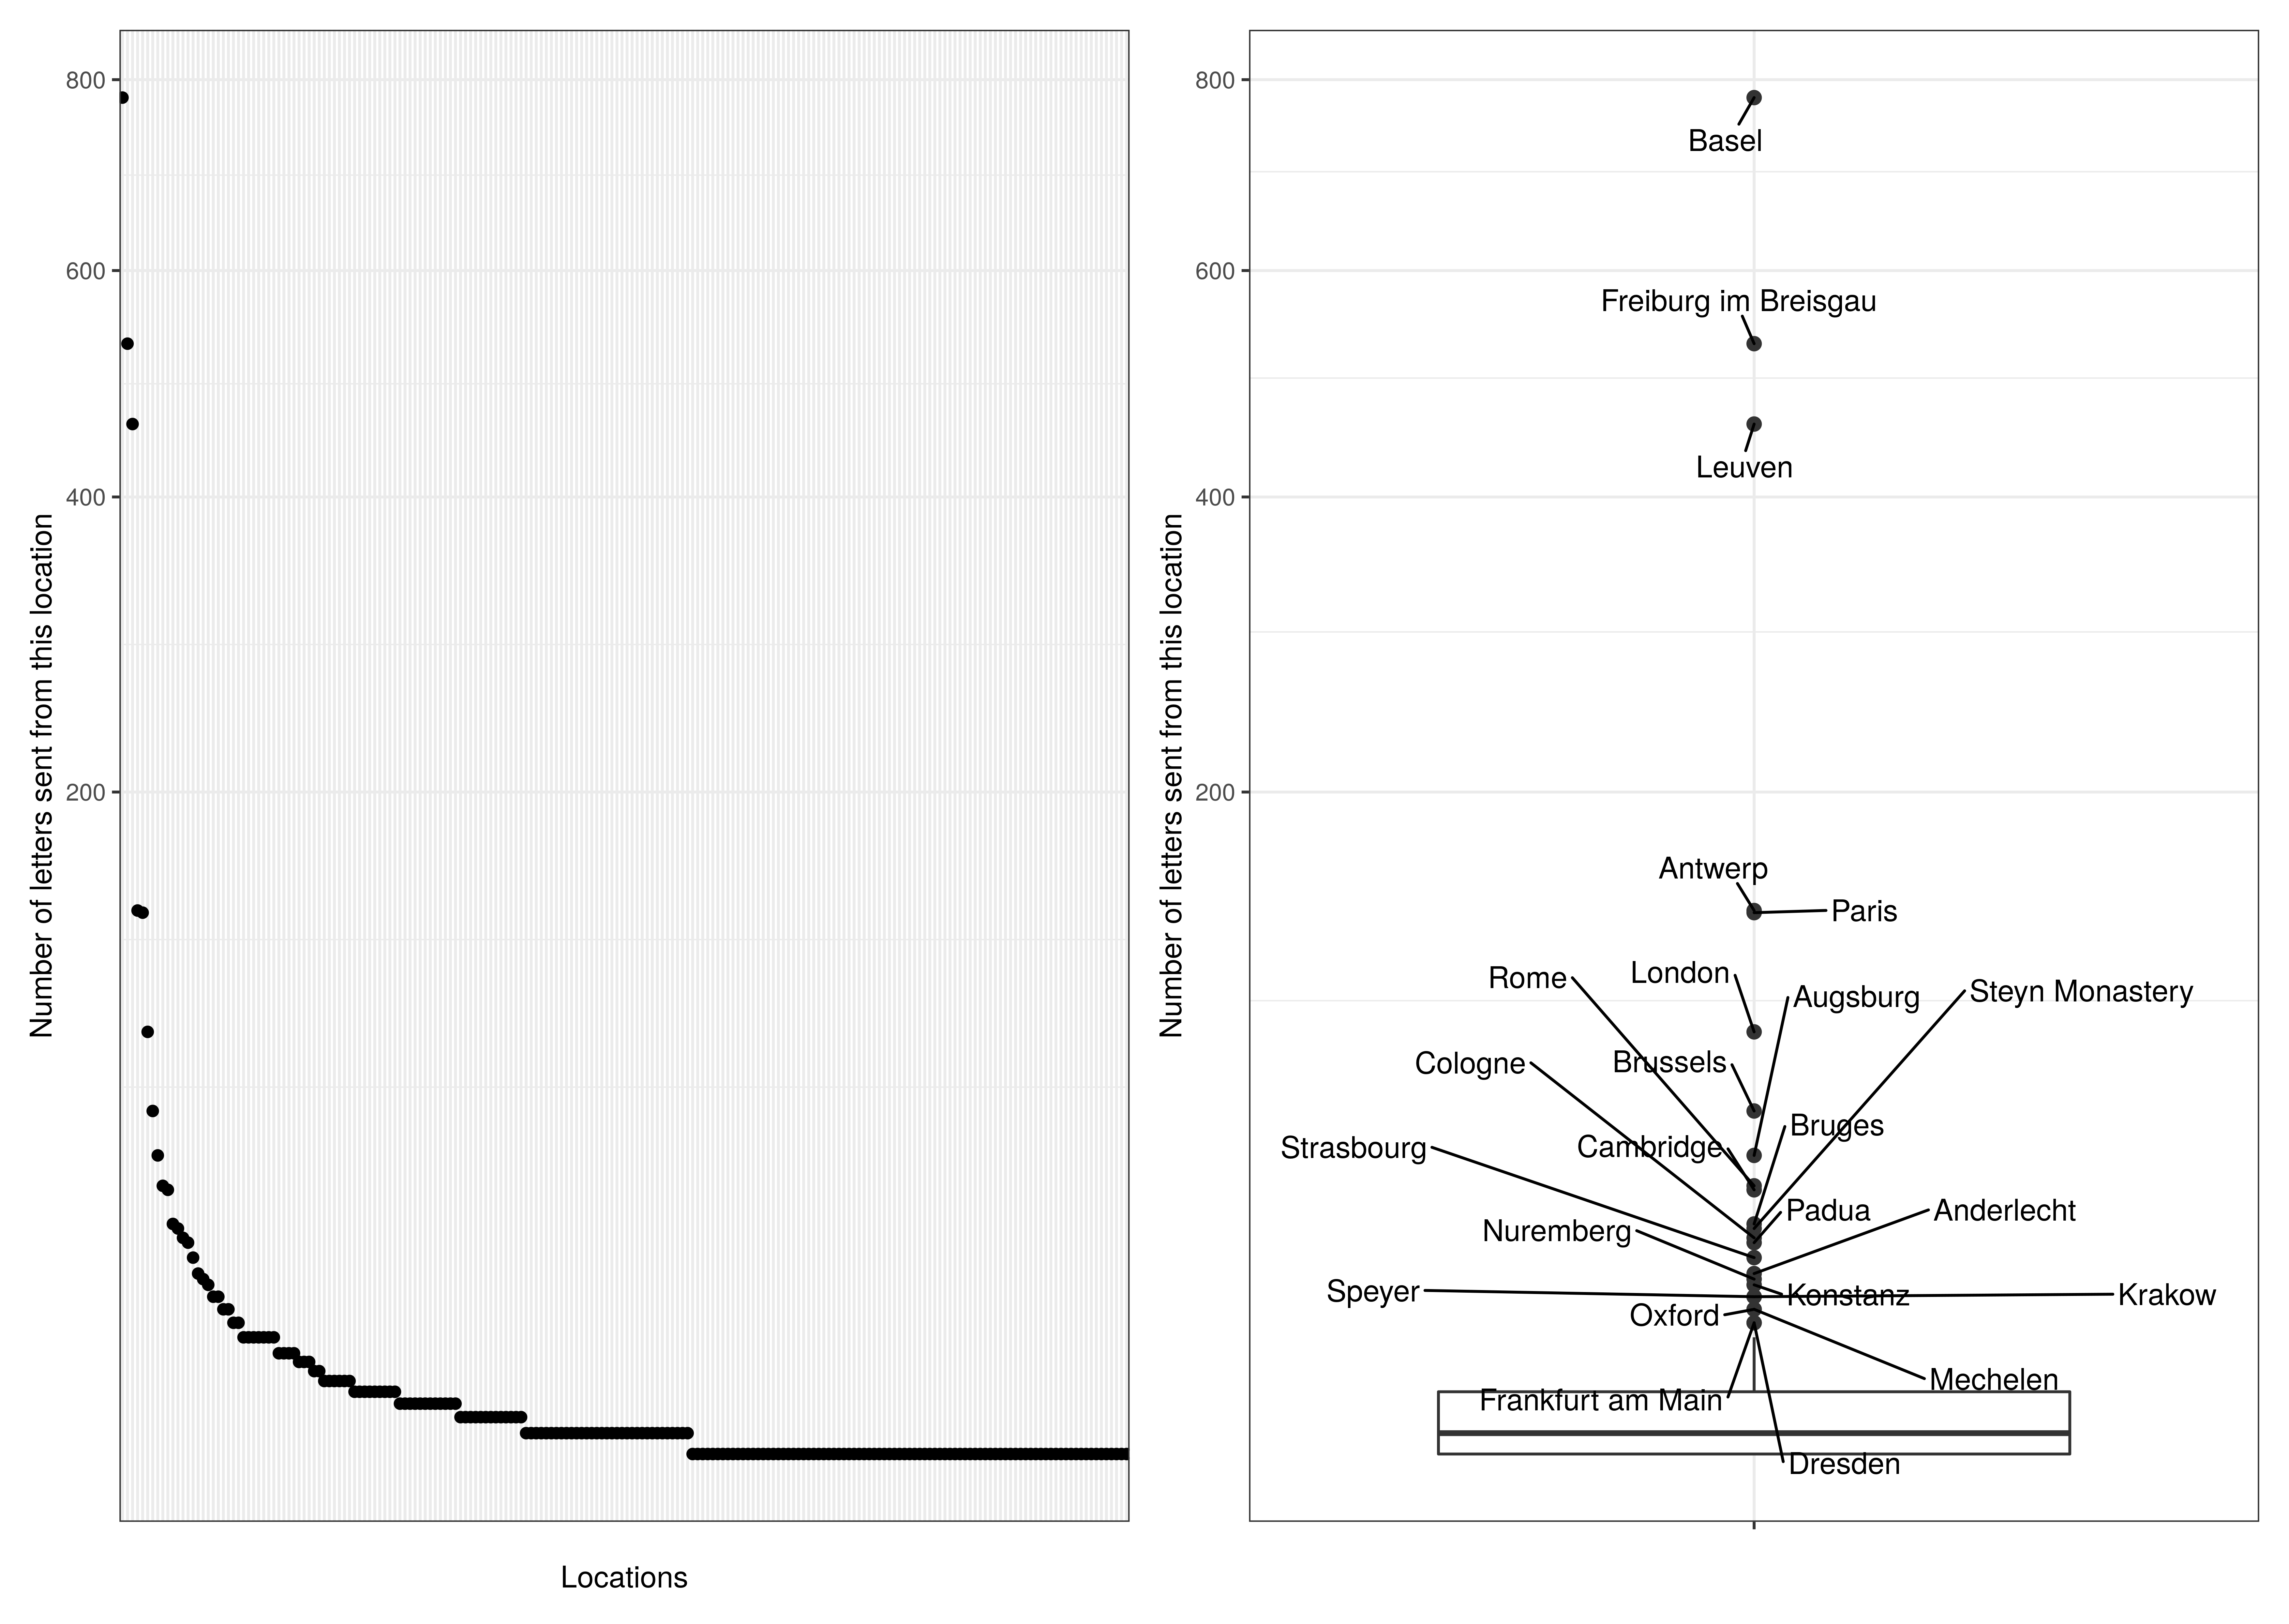 Number of letters sent from this location
800
600
400
200
Locations
Number of letters sent from this location
800
600
400
200
Basel
Freiburg im Breisgau
Leuven
Antwerp
Paris
London
Rome
Augsburg
Steyn Monastery
Brussels
Cologne
Bruges
Cambridge
Strasbourg
Padua
Anderlecht
Nuremberg
Speyer
Konstanz
Krakow
Oxford
Mechelen
Frankfurt am Main
Dresden